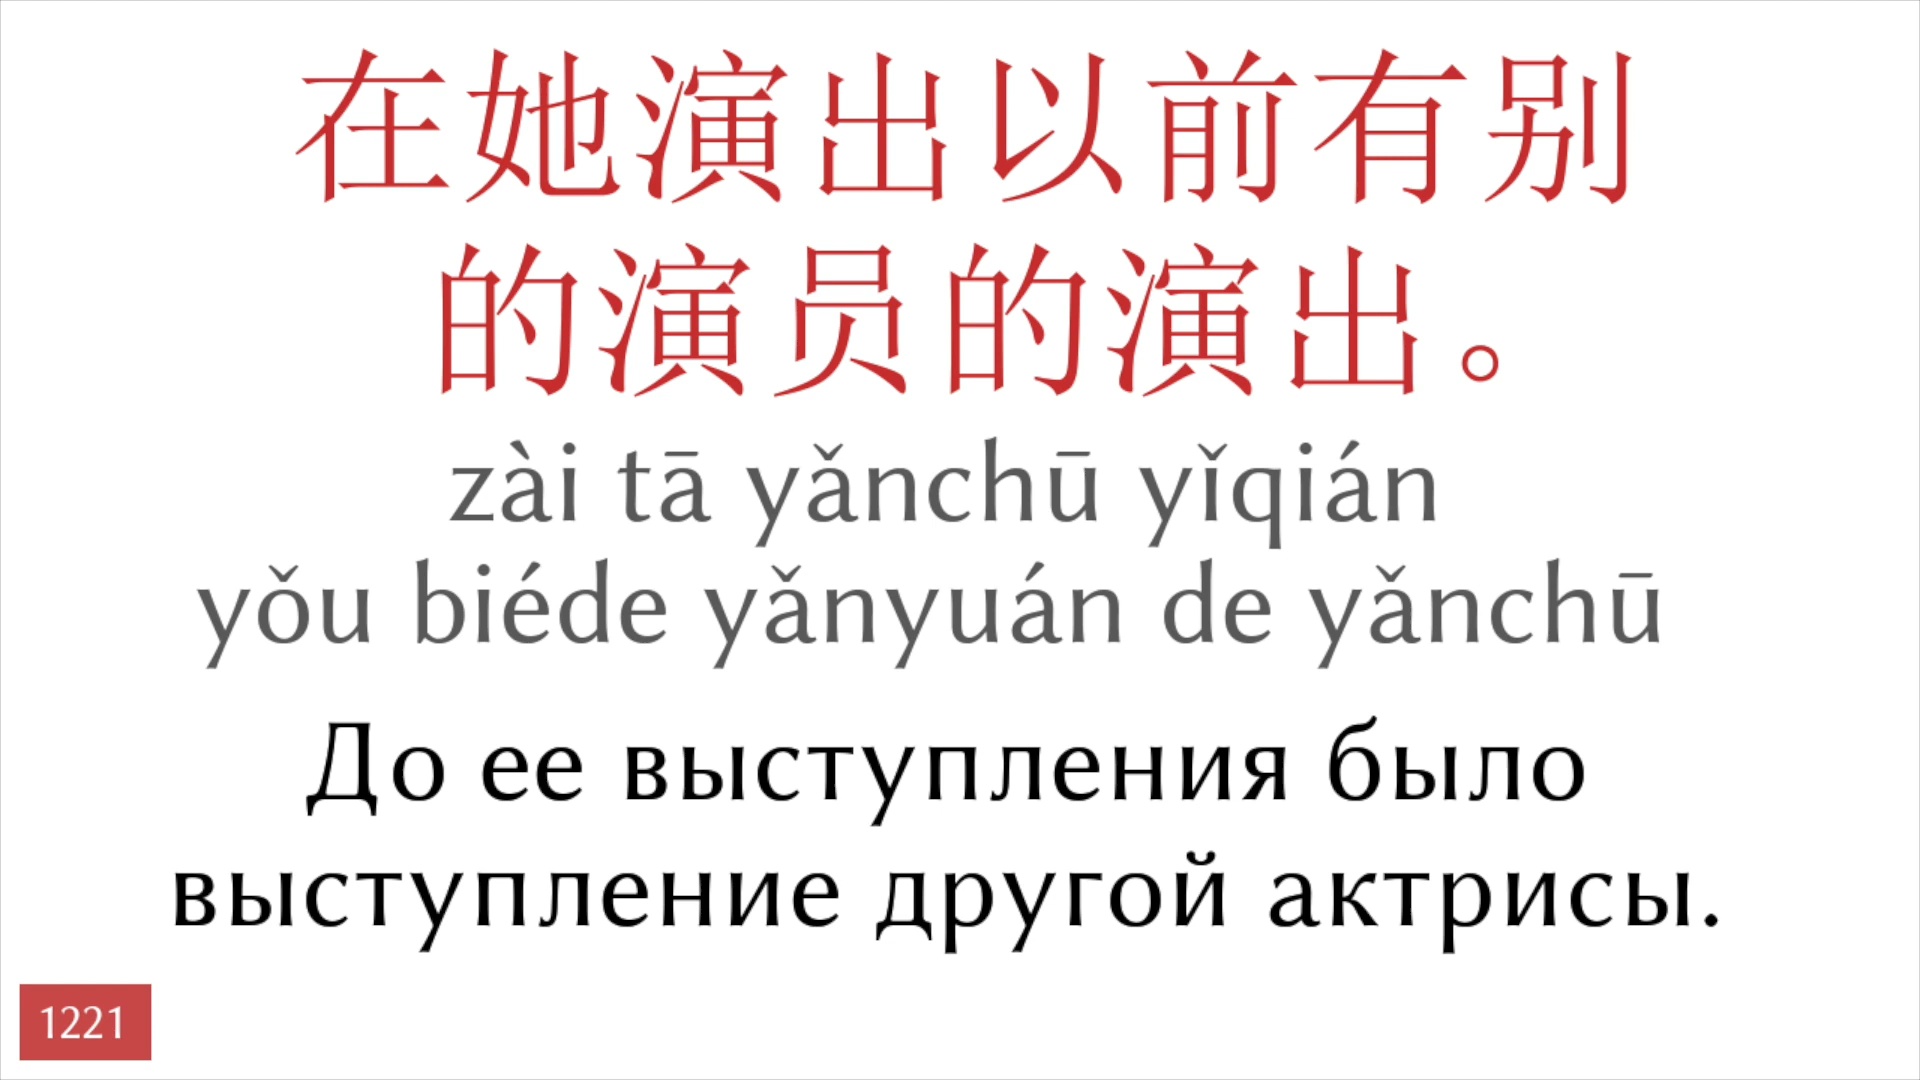 在她演出以前有别
的演员的演出。
zài tā yǎnchū yǐqián
yǒu biéde yǎnyuán de yǎnchū
До ее выступления было
выступление другой актрисы.
1221